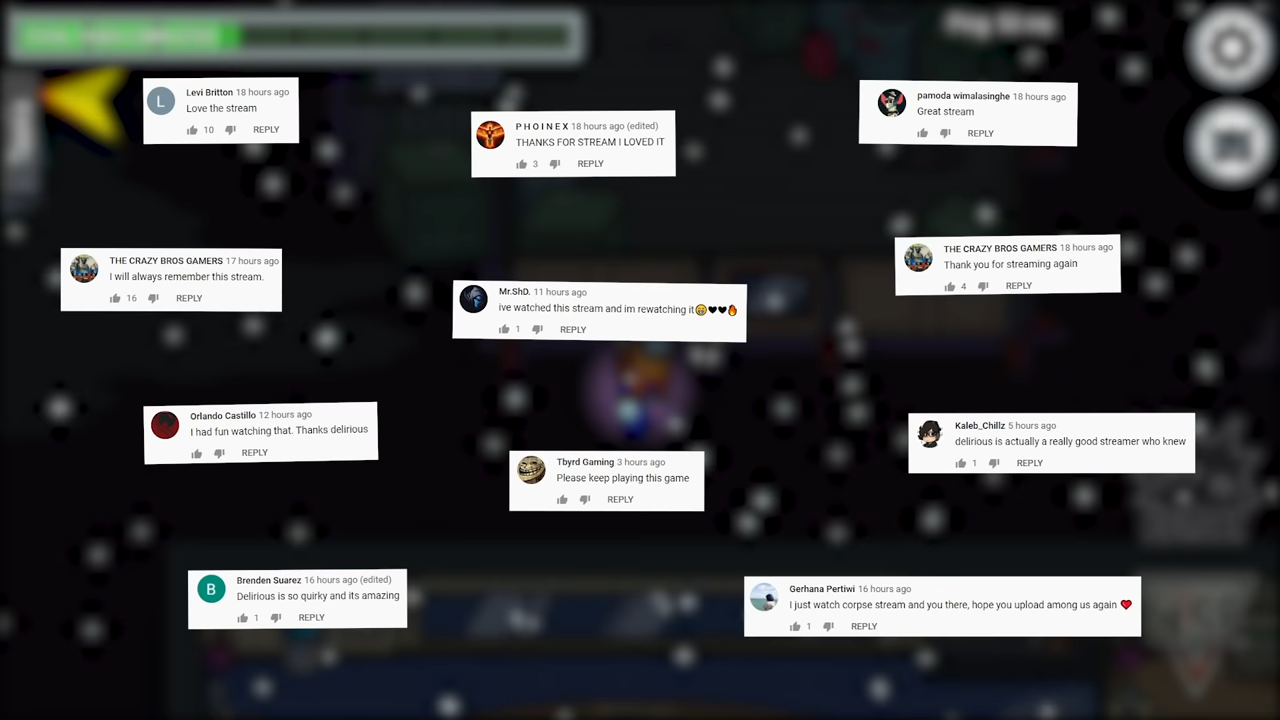 L
Levi Britton 18 hours ago
Love the stream
10 REPLY
P H O I N E X 18 hours ago (edited)
THANKS FOR STREAM I LOVED IT
3 REPLY
pamoda wimalasinghe 18 hours ago
Great stream
REPLY
THE CRAZY BROS GAMERS 17 hours ago
I will always remember this stream.
16 REPLY
Mr.ShD. 11 hours ago
ive watched this stream and im rewatching it😁🖤🖤🔥
1 REPLY
THE CRAZY BROS GAMERS 18 hours ago
Thank you for streaming again
4 REPLY
Orlando Castillo 12 hours ago
I had fun watching that. Thanks delirious
REPLY
Tbyrd Gaming 3 hours ago
Please keep playing this game
REPLY
Kaleb_Chillz 5 hours ago
delirious is actually a really good streamer who knew
1 REPLY
B
Brenden Suarez 16 hours ago (edited)
Delirious is so quirky and its amazing
1 REPLY
Gerhana Pertiwi 16 hours ago
I just watch corpse stream and you there, hope you upload among us again ❤️
1 REPLY